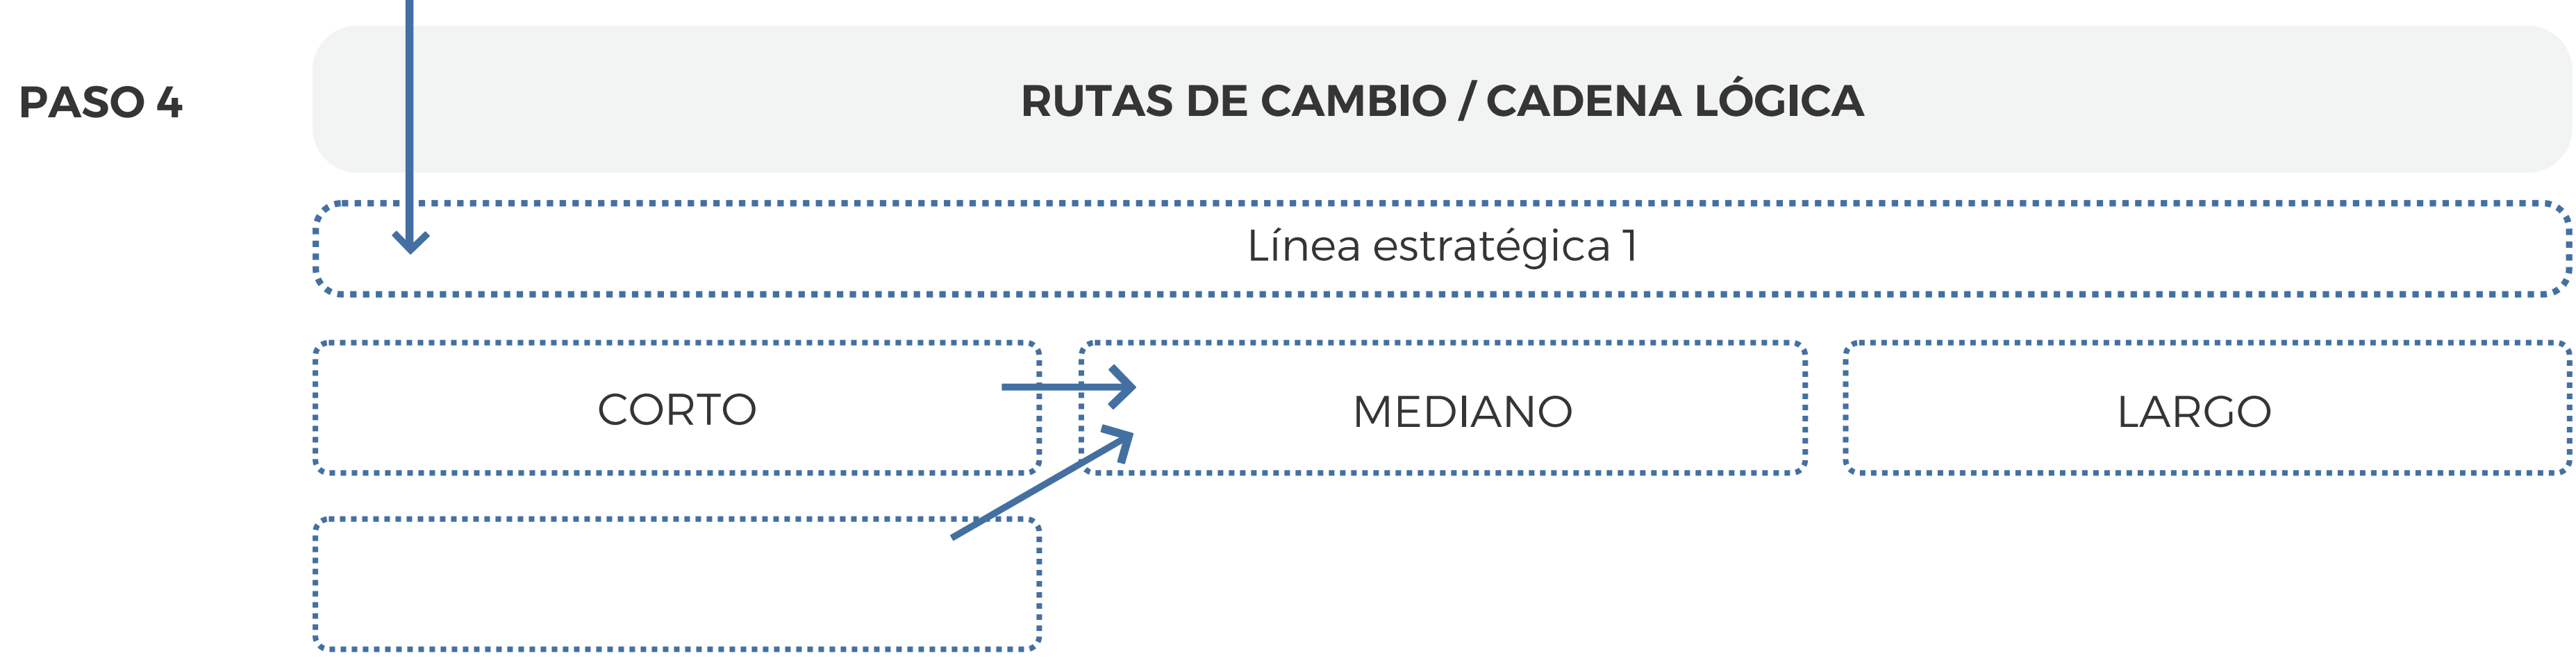 PASO 4
RUTAS DE CAMBIO / CADENA LÓGICA
Línea estratégica 1
CORTO
MEDIANO
LARGO